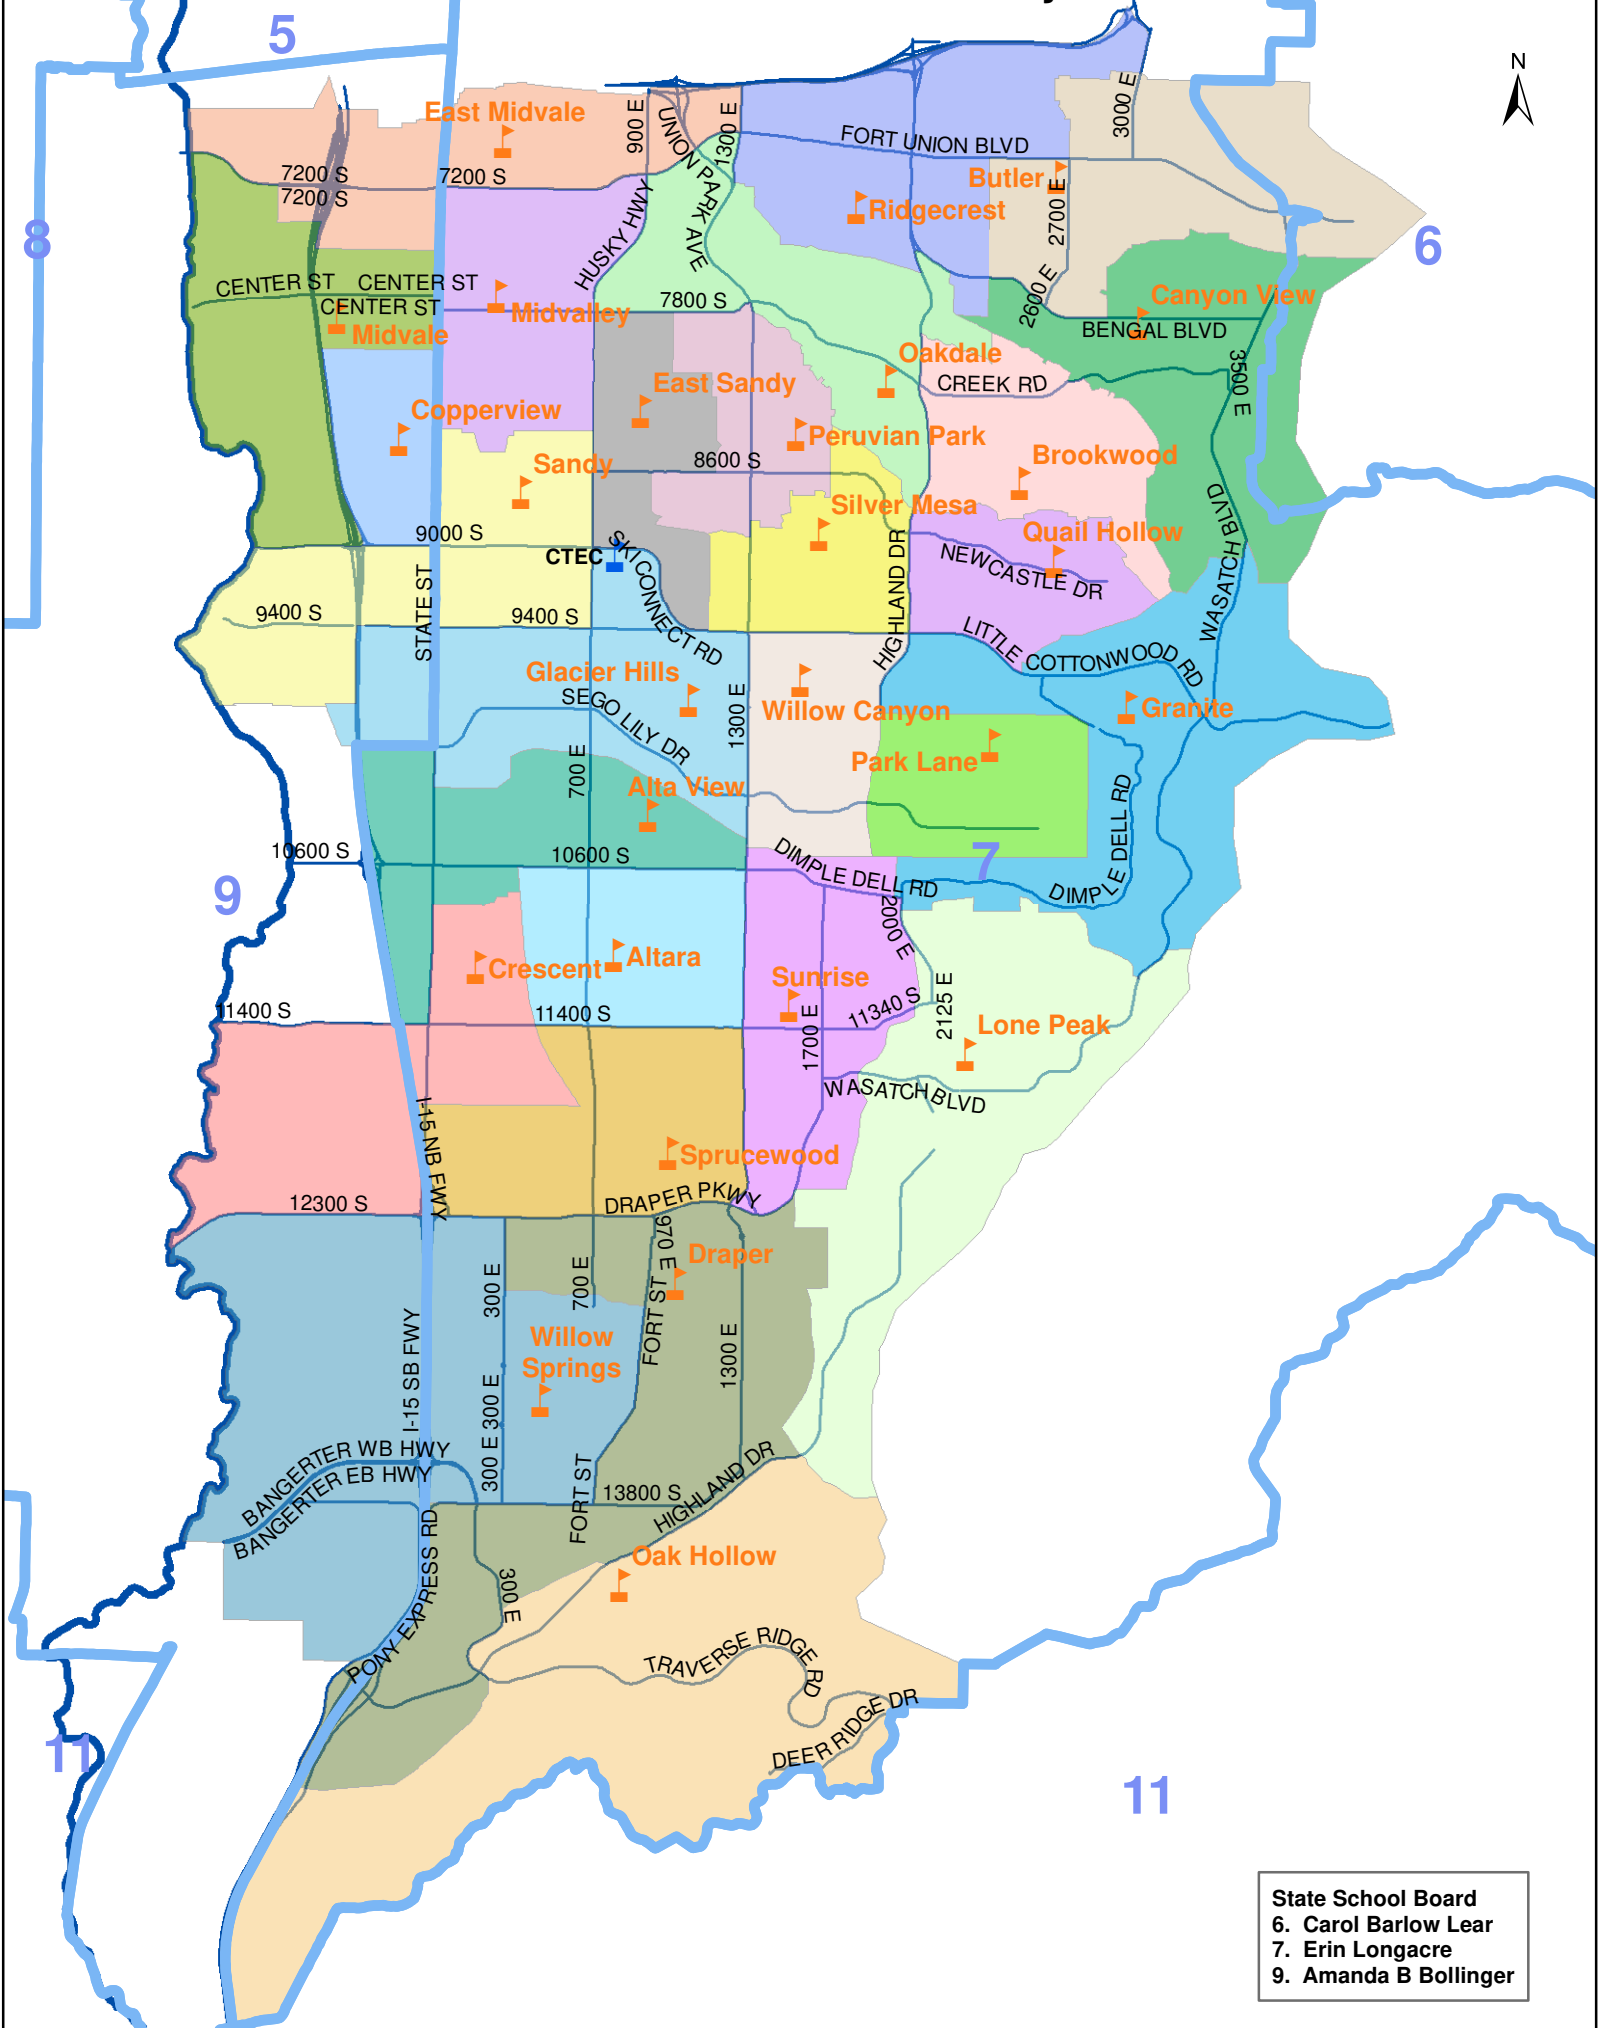 5
N
East Midvale
900 E
UNION PARK AVE
1300 E
3000 E
FORT UNION BLVD
7200 S
7200 S
7200 S
Butler
2700 E
Ridgecrest
8
6
HUSKY HWY
CENTER ST
CENTER ST
CENTER ST
7800 S
2600 E
Canyon View
Midvalley
Midvale
BENGAL BLVD
Oakdale
3500 E
East Sandy
CREEK RD
Copperview
Peruvian Park
Brookwood
Sandy
8600 S
Silver Mesa
WASATCH BLVD
9000 S
Quail Hollow
CTEC
SKI CONNECT RD
HIGHLAND DR
NEWCASTLE DR
STATE ST
9400 S
9400 S
LITTLE COTTONWOOD RD
Glacier Hills
SEGO LILY DR
1300 E
Willow Canyon
Granite
700 E
Park Lane
Alta View
DIMPLE DELL RD
10600 S
10600 S
DIMPLE DELL RD
7
9
2000 E
Crescent
Altara
Sunrise
11400 S
11400 S
11340 S
2125 E
Lone Peak
1700 E
WASATCH BLVD
I-15 NB FWY
Sprucewood
12300 S
DRAPER PKWY
970 E
Draper
300 E
700 E
FORT ST
1300 E
I-15 SB FWY
Willow
Springs
300 E
300 E
BANGERTER WB HWY
BANGERTER EB HWY
FORT ST
13800 S
HIGHLAND DR
PONY EXPRESS RD
Oak Hollow
300 E
TRAVERSE RIDGE RD
DEER RIDGE DR
11
11
State School Board
6. Carol Barlow Lear
7. Erin Longacre
9. Amanda B Bollinger